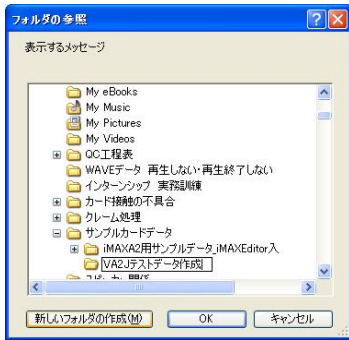 フォルダの参照
表示するメッセージ
My eBooks
My Music
My Pictures
My Videos
QC工程表
WAVEデータ 再生しない・再生終了しない
インターンシップ 実務訓練
カード接触の不具合
クレーム処理
サンプルカードデータ
iMAXA2用サンプルデータ_iMAXEditor入
VA2Jテストデータ作成
新しいフォルダの作成(M)
OK
キャンセル